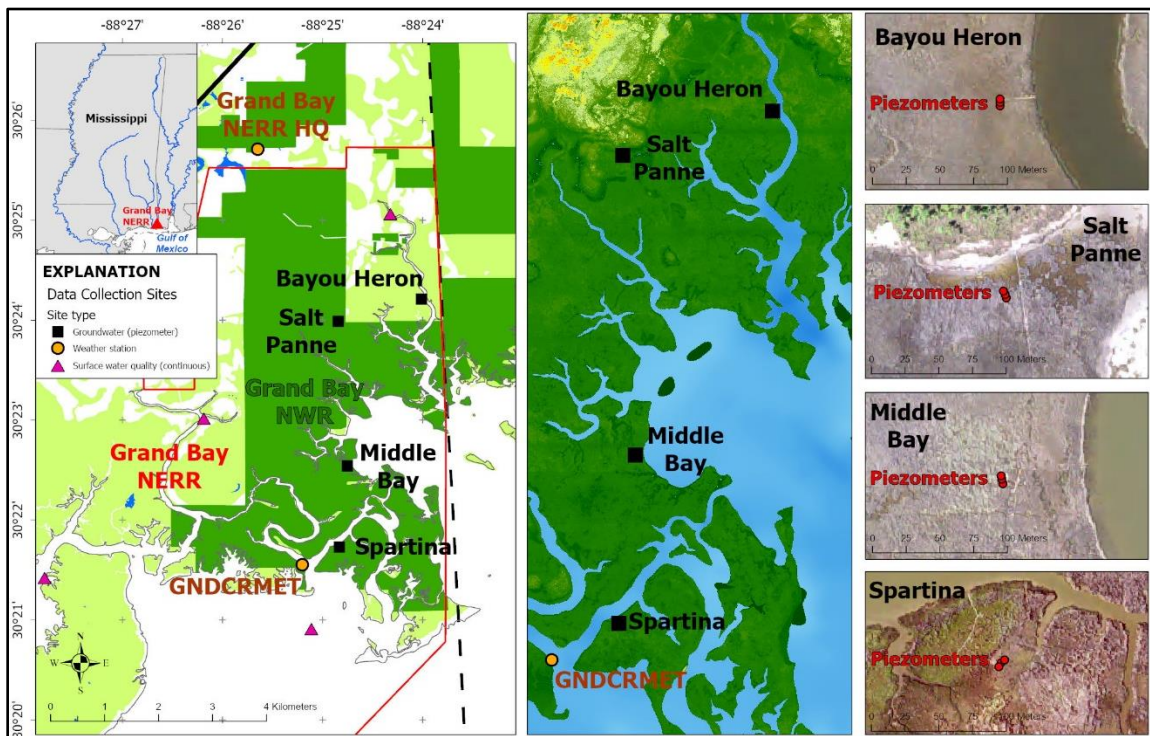 -88°27'
-88°26'
-88°25'
-88°24'
30°26'
30°25'
30°24'
30°23'
30°22'
30°21'
30°20'
Mississippi
Grand Bay
NERR
Gulf of
Mexico
EXPLANATION
Data Collection Sites
Site type
Groundwater (piezometer)
Weather station
Surface water quality (continuous)
Grand Bay
NERR HQ
Bayou Heron
Salt
Panne
Grand Bay
NWR
Grand Bay
NERR
Middle
Bay
Spartina
GNDCRMET
N
W
E
S
0 1 2 4 Kilometers
Bayou Heron
Salt
Panne
Middle
Bay
Spartina
GNDCRMET
Bayou Heron
Piezometers
0 25 50 100 Meters
Salt
Panne
Piezometers
0 25 50 100 Meters
Middle
Bay
Piezometers
0 25 50 100 Meters
Spartina
Piezometers
0 25 50 100 Meters